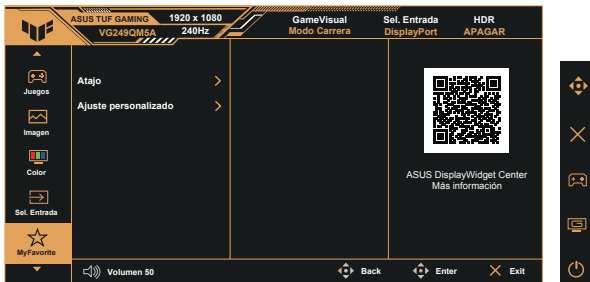 ASUS TUF GAMING 1920 x 1080 GameVisual Sel. Entrada HDR
VG249QM5A 240Hz Modo Carrera DisplayPort APAGAR
Juegos
Imagen
Color
Sel. Entrada
MyFavorite
Atajo
Ajuste personalizado
ASUS DisplayWidget Center
Más información
Volumen 50 Back Enter Exit